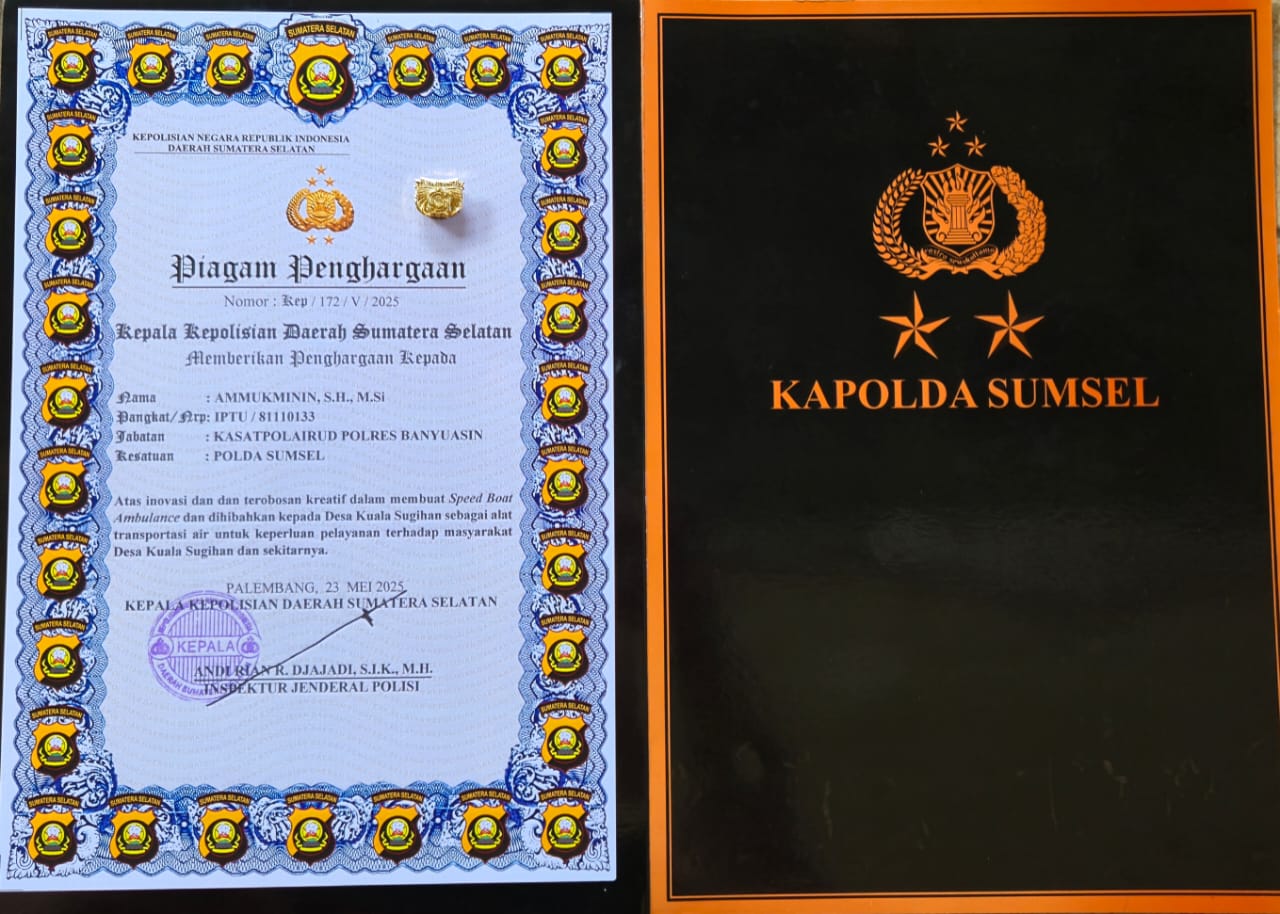 SUMATERA SELATAN
KEPOLISIAN NEGARA REPUBLIK INDONESIA
DAERAH SUMATERA SELATAN
Piagam Penghargaan
Nomor : Kep / 172 / V / 2025
Kepala Kepolisian Daerah Sumatera Selatan
Memberikan Penghargaan Kepada
Nama : AMMUKMININ, S.H., M.Si
Pangkat/Nrp: IPTU / 81110133
Jabatan : KASATPOLAIRUD POLRES BANYUASIN
Kesatuan : POLDA SUMSEL
Atas inovasi dan dan terobosan kreatif dalam membuat Speed Boat
Ambulance dan dihibahkan kepada Desa Kuala Sugihan sebagai alat
transportasi air untuk keperluan pelayanan terhadap masyarakat
Desa Kuala Sugihan dan sekitarnya.
PALEMBANG, 23 MEI 2025
KEPALA KEPOLISIAN DAERAH SUMATERA SELATAN
KEPALA
ANDI RIAN R. DJAJADI, S.I.K., M.H.
INSPEKTUR JENDERAL POLISI
KAPOLDA SUMSEL